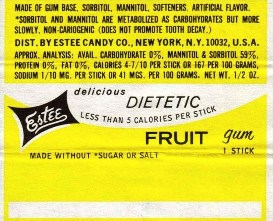 MADE OF GUM BASE, SORBITOL, MANNITOL, SOFTENERS, ARTIFICIAL FLAVOR.
*SORBITOL AND MANNITOL ARE METABOLIZED AS CARBOHYDRATES BUT MORE
SLOWLY. NON-CARIOGENIC (DOES NOT PROMOTE TOOTH DECAY.)
DIST. BY ESTEE CANDY CO., NEW YORK, N.Y. 10032, U.S.A.
APPROX. ANALYSIS: AVAIL. CARBOHYDRATE 0%, MANNITOL & SORBITOL 59%,
PROTEIN 0%, FAT 0%, CALORIES 4-7/10 PER STICK OR 167 PER 100 GRAMS,
SODIUM 1/10 MG. PER STICK OR 41 MGS. PER 100 GRAMS. NET WT. 1/2 OZ.
delicious
Estee
DIETETIC
LESS THAN 5 CALORIES PER STICK
FRUIT gum
MADE WITHOUT *SUGAR OR SALT
1 STICK